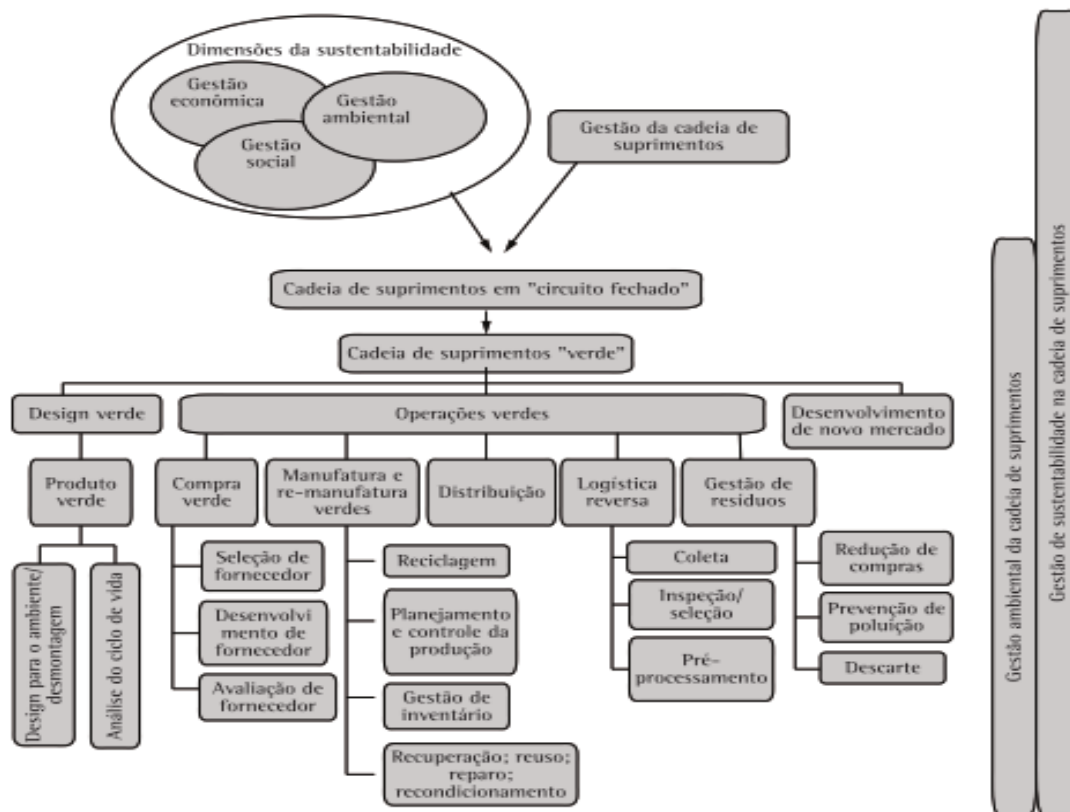 Dimensões da sustentabilidade
Gestão
econômica
Gestão
ambiental
Gestão
social
Gestão da cadeia de
suprimentos
Cadeia de suprimentos em "circuito fechado"
Cadeia de suprimentos "verde"
Design verde
Operações verdes
Desenvolvimento
de novo mercado
Produto
verde
Compra
verde
Manufatura e
re-manufatura
verdes
Distribuição
Logística
reversa
Gestão de
resíduos
Design para o ambiente/
desmontagem
Análise do ciclo de vida
Seleção de
fornecedor
Desenvolvi
mento de
fornecedor
Avaliação de
fornecedor
Reciclagem
Planejamento
e controle da
produção
Gestão de
inventário
Recuperação; reuso;
reparo;
recondicionamento
Coleta
Inspeção/
seleção
Pré-
processamento
Redução de
compras
Prevenção de
poluição
Descarte
Gestão ambiental da cadeia de suprimentos
Gestão de sustentabilidade na cadeia de suprimentos